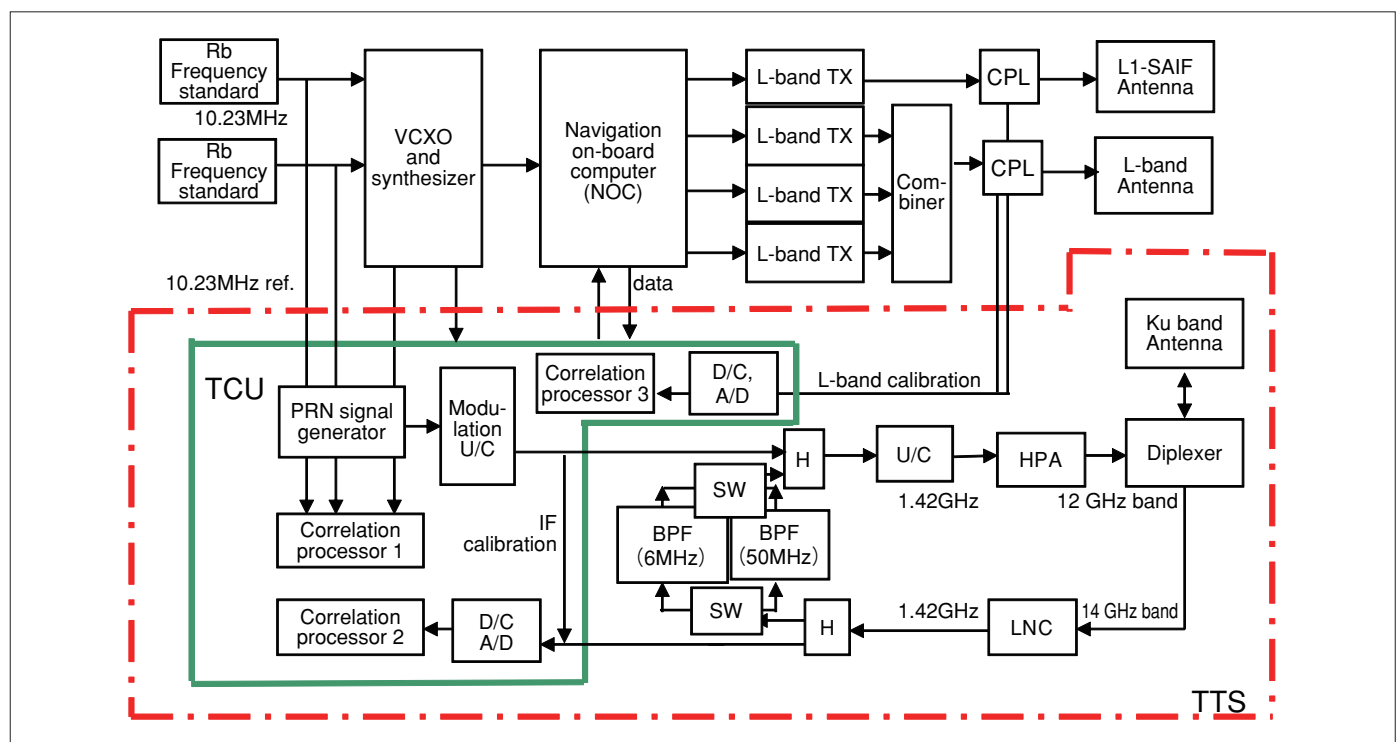 Rb
Frequency
standard
10.23MHz
Rb
Frequency
standard
VCXO
and
synthesizer
Navigation
on-board
computer
(NOC)
L-band TX
L-band TX
L-band TX
L-band TX
Com-
biner
CPL
CPL
L1-SAIF
Antenna
L-band
Antenna
10.23MHz ref.
data
Ku band
Antenna
TCU
PRN signal
generator
Modu-
lation
U/C
Correlation
processor 3
D/C,
A/D
L-band calibration
H
U/C
HPA
Diplexer
1.42GHz
12 GHz band
SW
BPF
(6MHz)
BPF
(50MHz)
SW
IF
calibration
Correlation
processor 1
Correlation
processor 2
D/C
A/D
H
1.42GHz
LNC
14 GHz band
TTS